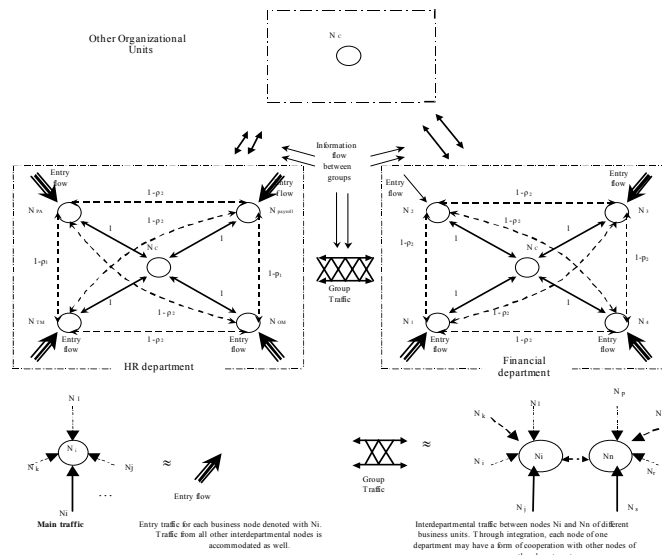 Other Organizational
Units
N c
Information
flow
between
groups
Entry
flow
Entry
flow
N PA
N payroll
1-ρ2
1-ρ2
1
1
N c
1-ρ1
1-ρ1
1
1
1-ρ2
N TM
N OM
Entry
flow
1-ρ2
Entry
flow
HR department
Group
Traffic
Entry
flow
Entry
flow
N 2
N 3
1-ρ2
1-ρ2
1
1
N c
1-ρ2
1-ρ2
1
1
1-ρ2
N 1
N 4
Entry
flow
1-ρ2
Entry
flow
Financial
department
N l
N i
N k
Nj
Ni
...
Main traffic
≈
Entry flow
Entry traffic for each business node denoted with Ni.
Traffic from all other interdepartmental nodes is
accommodated as well.
Group
Traffic
≈
N k
N l
N p
N
N i
Ni
Nn
N r
N j
N s
Interdepartmental traffic between nodes Ni and Nn of different
business units. Through integration, each node of one
department may have a form of cooperation with other nodes of